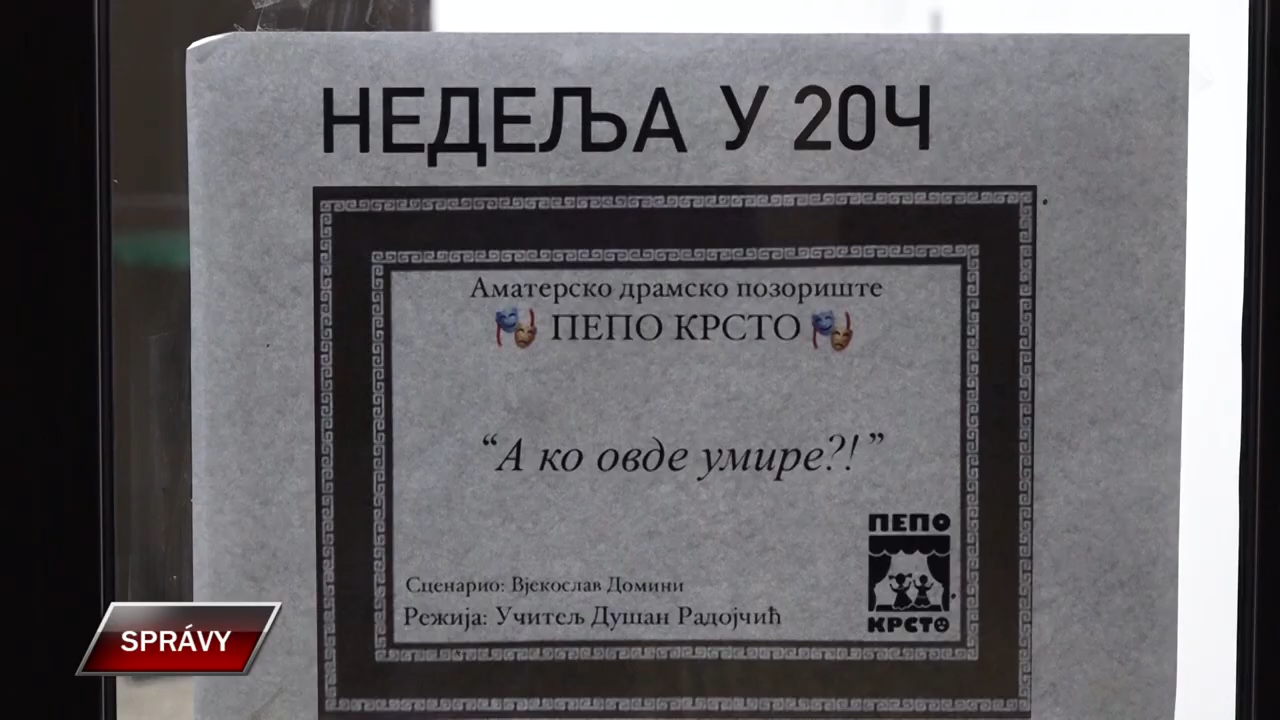 НЕДЕЉА У 20Ч
Аматерско драмско позориште
ПЕПО КРСТО
“А ко овде умире?!”
ПЕПО
КРСТО
Сценарио: Вјекослав Домини
Режија: Учитељ Душан Радојчић
SPRÁVY